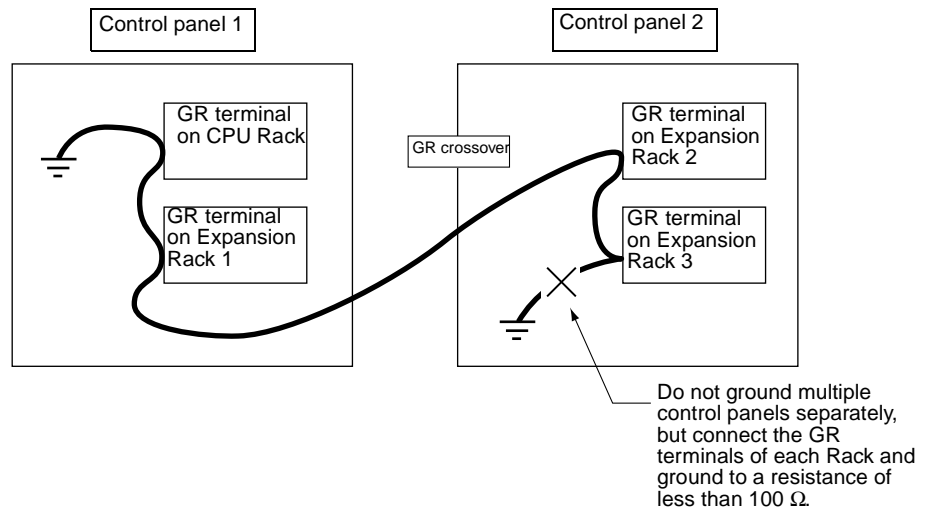 Control panel 1
Control panel 2
GR terminal
on CPU Rack
GR crossover
GR terminal
on Expansion
Rack 2
GR terminal
on Expansion
Rack 1
GR terminal
on Expansion
Rack 3
Do not ground multiple
control panels separately,
but connect the GR
terminals of each Rack and
ground to a resistance of
less than 100 Ω.